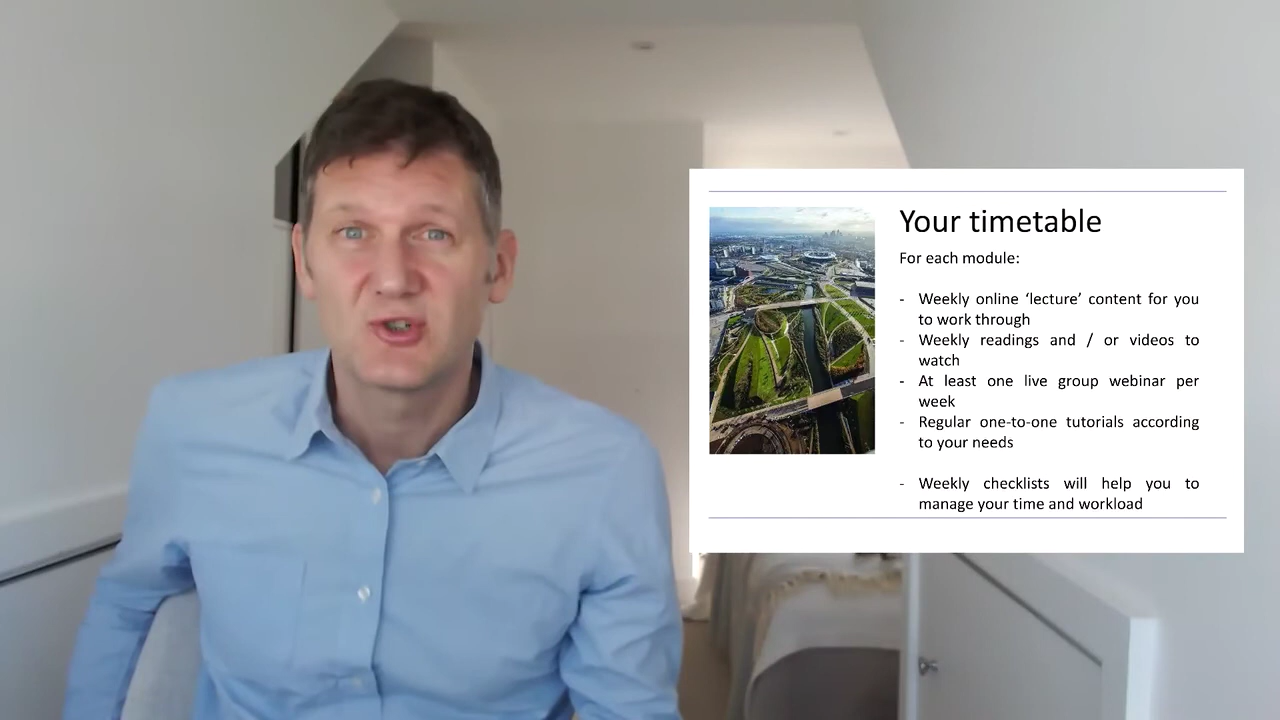 Your timetable
For each module:
- Weekly online ‘lecture’ content for you
to work through
- Weekly readings and / or videos to
watch
- At least one live group webinar per
week
- Regular one-to-one tutorials according
to your needs
- Weekly checklists will help you to
manage your time and workload